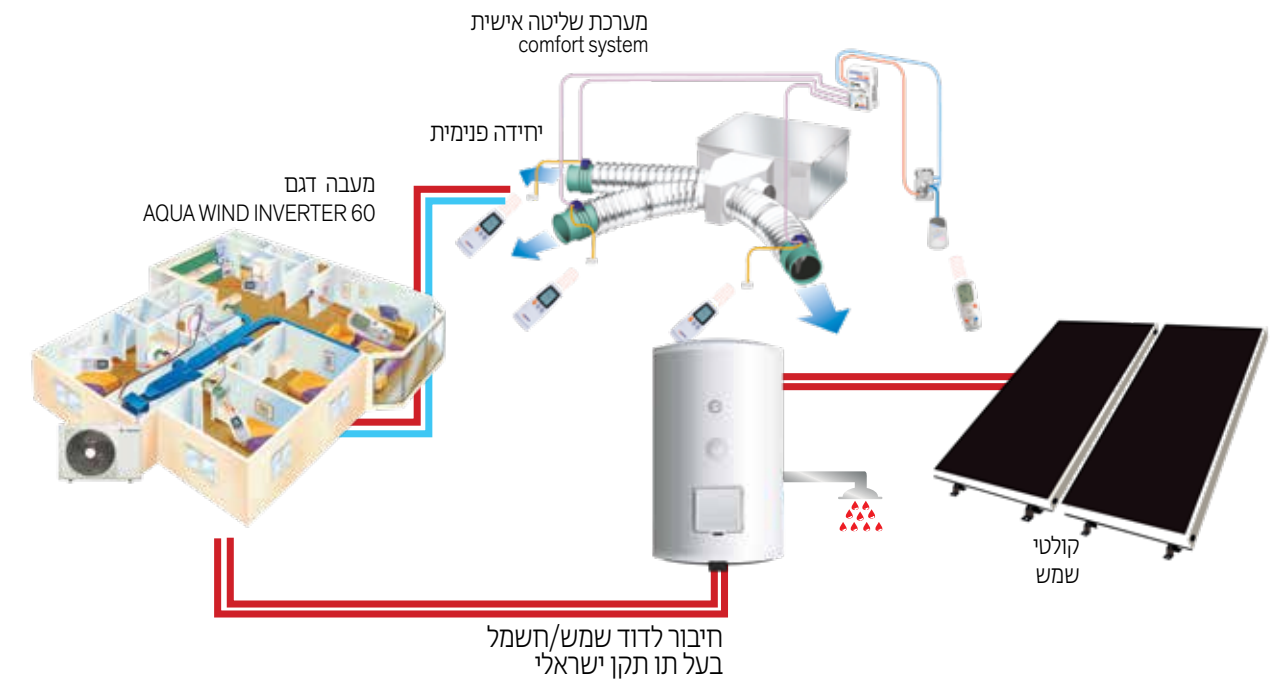 מערכת שליטה אישית
comfort system
יחידה פנימית
מעבה דגם
AQUA WIND INVERTER 60
קולטי
שמש
חיבור לדוד שמש/חשמל
בעל תו תקן ישראלי